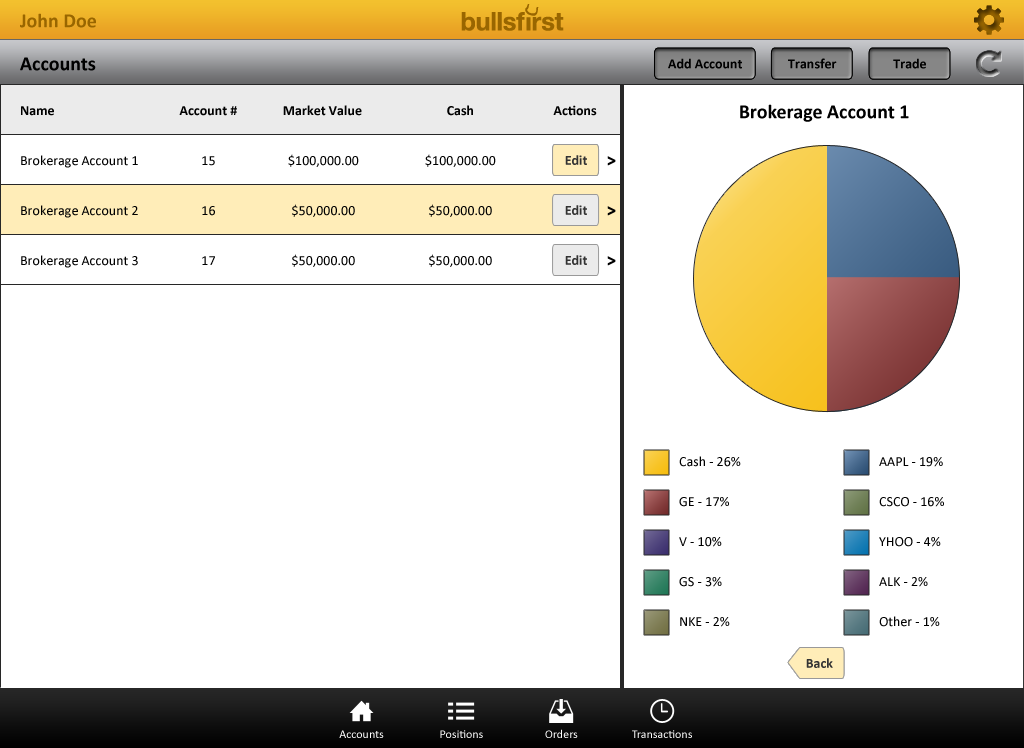 John Doe
bullsfirst
Accounts
Add Account Transfer Trade
Name Account # Market Value Cash Actions
Brokerage Account 1 15 $100,000.00 $100,000.00 Edit >
Brokerage Account 2 16 $50,000.00 $50,000.00 Edit >
Brokerage Account 3 17 $50,000.00 $50,000.00 Edit >
Brokerage Account 1
Cash - 26% AAPL - 19%
GE - 17% CSCO - 16%
V - 10% YHOO - 4%
GS - 3% ALK - 2%
NKE - 2% Other - 1%
Back
Accounts Positions Orders Transactions